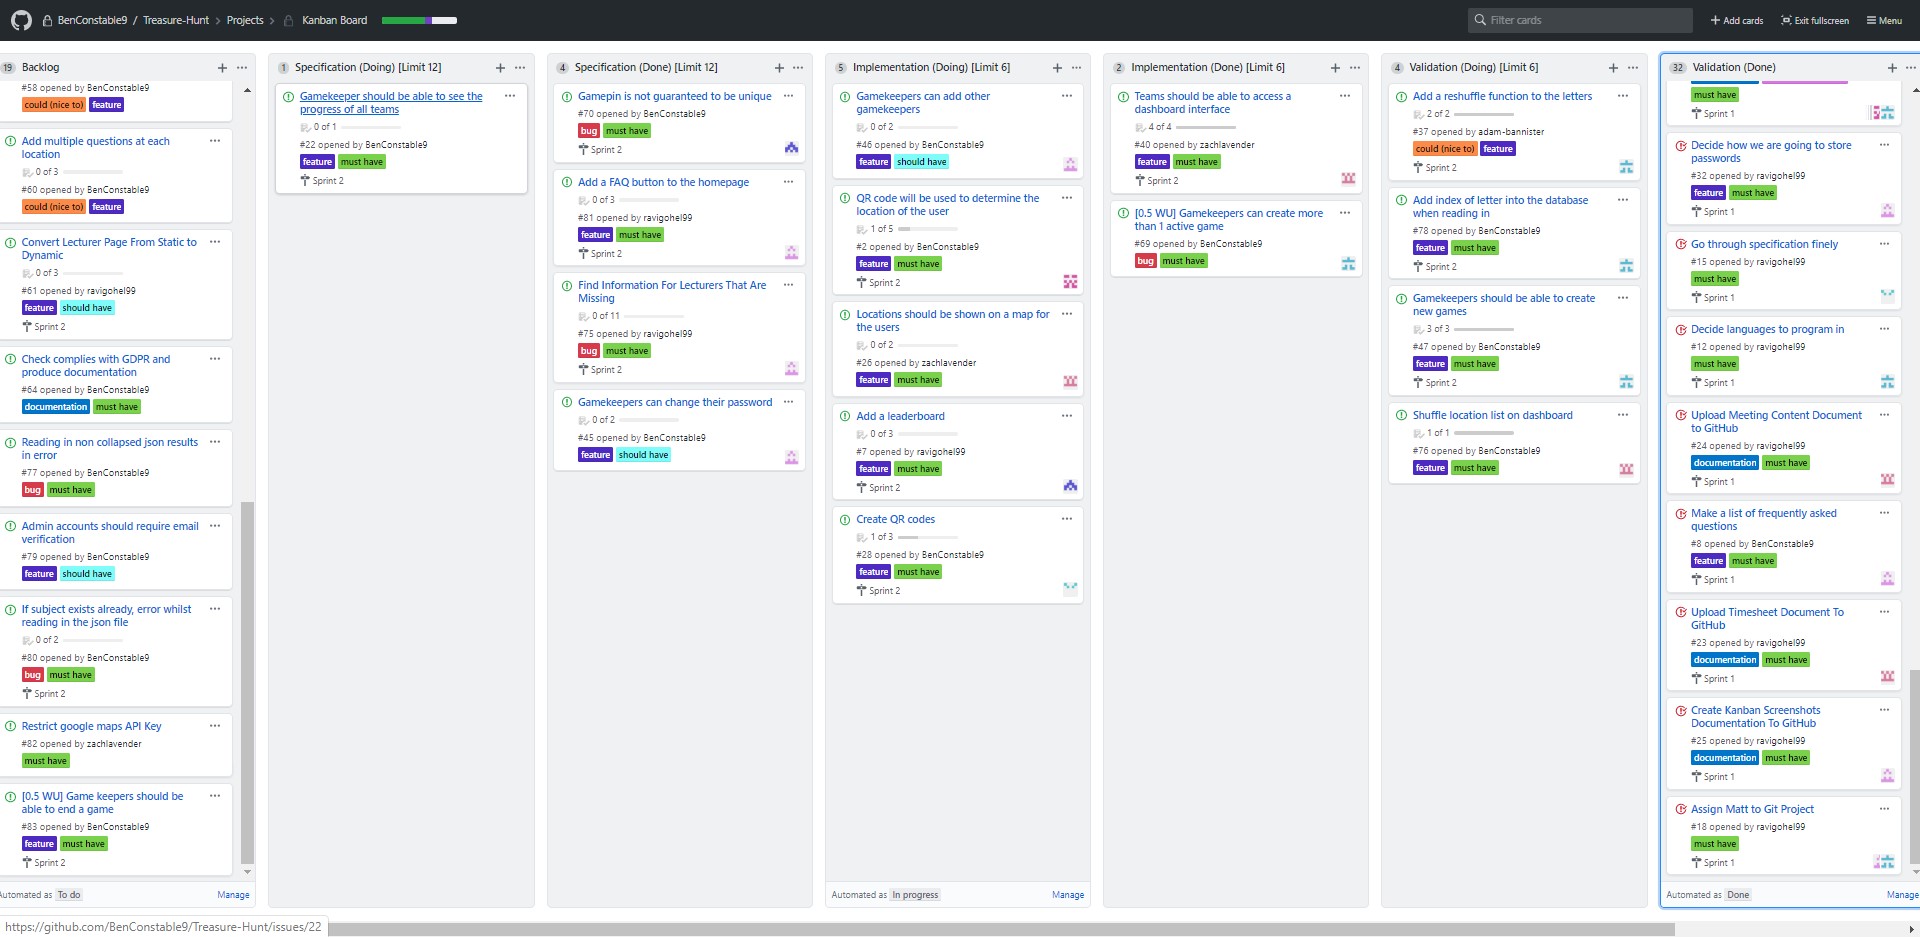 BenConstable9 / Treasure-Hunt > Projects > Kanban Board
Filter cards
Add cards
Exit fullscreen
Menu
19 Backlog
#58 opened by BenConstable9
could (nice to) feature
Add multiple questions at each
location
0 of 3
#60 opened by BenConstable9
could (nice to) feature
Convert Lecturer Page From Static to
Dynamic
0 of 3
#61 opened by ravigohel99
feature should have
Sprint 2
Check complies with GDPR and
produce documentation
#64 opened by BenConstable9
documentation must have
Reading in non collapsed json results
in error
#77 opened by BenConstable9
bug must have
Admin accounts should require email
verification
#79 opened by BenConstable9
feature should have
If subject exists already, error whilst
reading in the json file
0 of 2
#80 opened by BenConstable9
bug must have
Sprint 2
Restrict google maps API Key
#82 opened by zachlavender
must have
[0.5 WU] Game keepers should be
able to end a game
#83 opened by BenConstable9
feature must have
Sprint 2
Automated as To do
Manage
1 Specification (Doing) [Limit 12]
Gamekeeper should be able to see the
progress of all teams
0 of 1
#22 opened by BenConstable9
feature must have
Sprint 2
4 Specification (Done) [Limit 12]
Gamepin is not guaranteed to be unique
#70 opened by BenConstable9
bug must have
Sprint 2
Add a FAQ button to the homepage
0 of 3
#81 opened by ravigohel99
feature must have
Sprint 2
Find Information For Lecturers That Are
Missing
0 of 11
#75 opened by ravigohel99
bug must have
Sprint 2
Gamekeepers can change their password
0 of 2
#45 opened by BenConstable9
feature should have
5 Implementation (Doing) [Limit 6]
Gamekeepers can add other
gamekeepers
0 of 2
#46 opened by BenConstable9
feature should have
QR code will be used to determine the
location of the user
1 of 5
#2 opened by BenConstable9
feature must have
Sprint 2
Locations should be shown on a map for
the users
0 of 2
#26 opened by zachlavender
feature must have
Add a leaderboard
0 of 3
#7 opened by ravigohel99
feature must have
Sprint 2
Create QR codes
1 of 3
#28 opened by BenConstable9
feature must have
Sprint 2
Automated as In progress
Manage
2 Implementation (Done) [Limit 6]
Teams should be able to access a
dashboard interface
4 of 4
#40 opened by zachlavender
feature must have
Sprint 2
[0.5 WU] Gamekeepers can create more
than 1 active game
#69 opened by BenConstable9
bug must have
4 Validation (Doing) [Limit 6]
Add a reshuffle function to the letters
2 of 2
#37 opened by adam-bannister
could (nice to) feature
Sprint 2
Add index of letter into the database
when reading in
#78 opened by BenConstable9
feature must have
Sprint 2
Gamekeepers should be able to create
new games
3 of 3
#47 opened by BenConstable9
feature must have
Sprint 2
Shuffle location list on dashboard
1 of 1
#76 opened by BenConstable9
feature must have
32 Validation (Done)
must have
Sprint 1
Decide how we are going to store
passwords
#32 opened by ravigohel99
feature must have
Sprint 1
Go through specification finely
#15 opened by ravigohel99
must have
Sprint 1
Decide languages to program in
#12 opened by ravigohel99
must have
Sprint 1
Upload Meeting Content Document
to GitHub
#24 opened by ravigohel99
documentation must have
Sprint 1
Make a list of frequently asked
questions
#8 opened by BenConstable9
feature must have
Sprint 1
Upload Timesheet Document To
GitHub
#23 opened by ravigohel99
documentation must have
Sprint 1
Create Kanban Screenshots
Documentation To GitHub
#25 opened by ravigohel99
documentation must have
Sprint 1
Assign Matt to Git Project
#18 opened by ravigohel99
must have
Sprint 1
Automated as Done
Manage
https://github.com/BenConstable9/Treasure-Hunt/issues/22